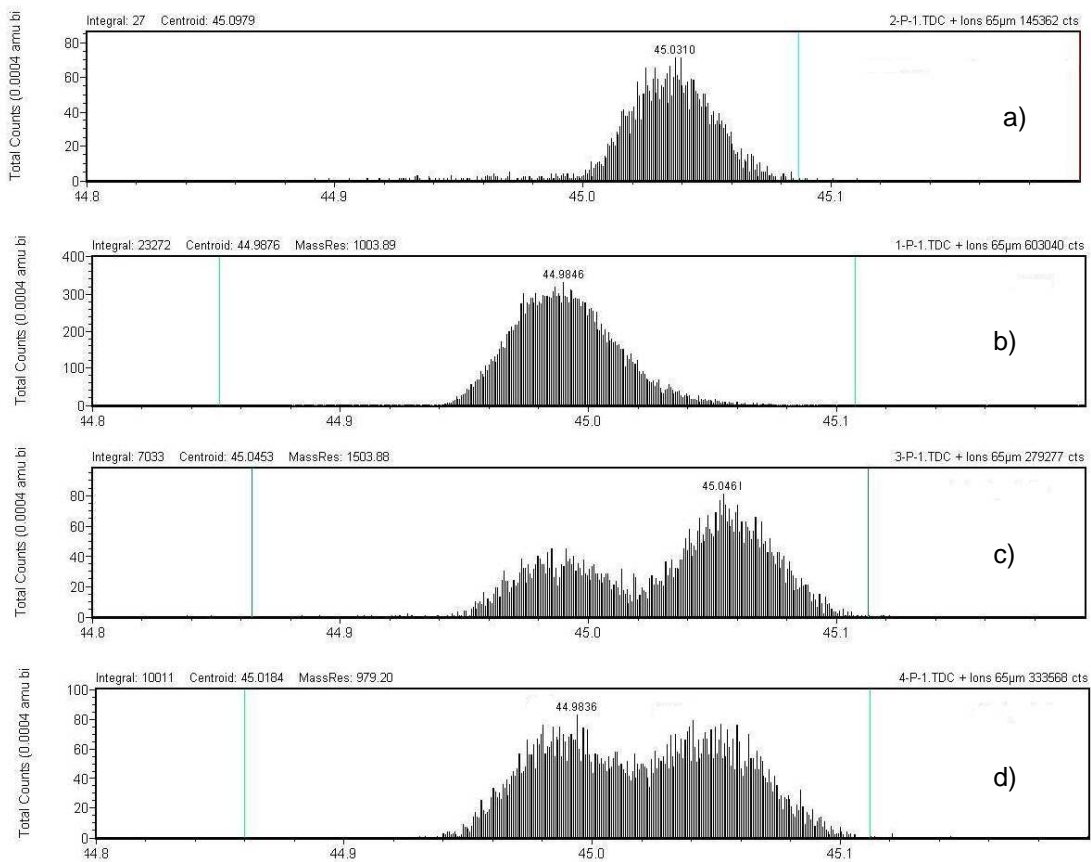 Integral: 27 Centroid: 45.0979 2-P-1.TDC + Ions 65µm 145362 cts
Total Counts (0.0004 amu bi
80
60
40
20
0
45.0310
a)
44.8 44.9 45.0 45.1
Integral: 23272 Centroid: 44.9876 MassRes: 1003.89 1-P-1.TDC + Ions 65µm 603040 cts
Total Counts (0.0004 amu bi
400
300
200
100
0
44.9846
b)
44.8 44.9 45.0 45.1
Integral: 7033 Centroid: 45.0453 MassRes: 1503.88 3-P-1.TDC + Ions 65µm 279277 cts
Total Counts (0.0004 amu bi
80
60
40
20
0
45.0461
c)
44.8 44.9 45.0 45.1
Integral: 10011 Centroid: 45.0184 MassRes: 979.20 4-P-1.TDC + Ions 65µm 333568 cts
Total Counts (0.0004 amu bi
100
80
60
40
20
0
44.9836
d)
44.8 44.9 45.0 45.1